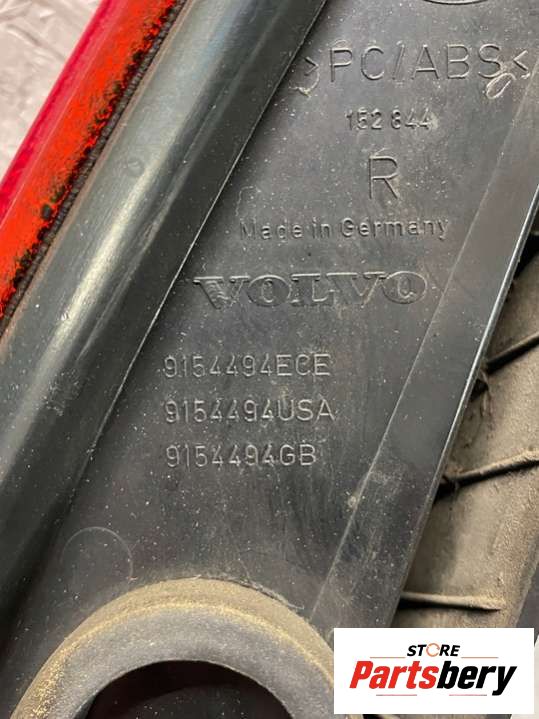 >PC/ABS<
152 844
R
Made in Germany
VOLVO
9154494ECE
9154494USA
9154494GB
STORE
Partsbery